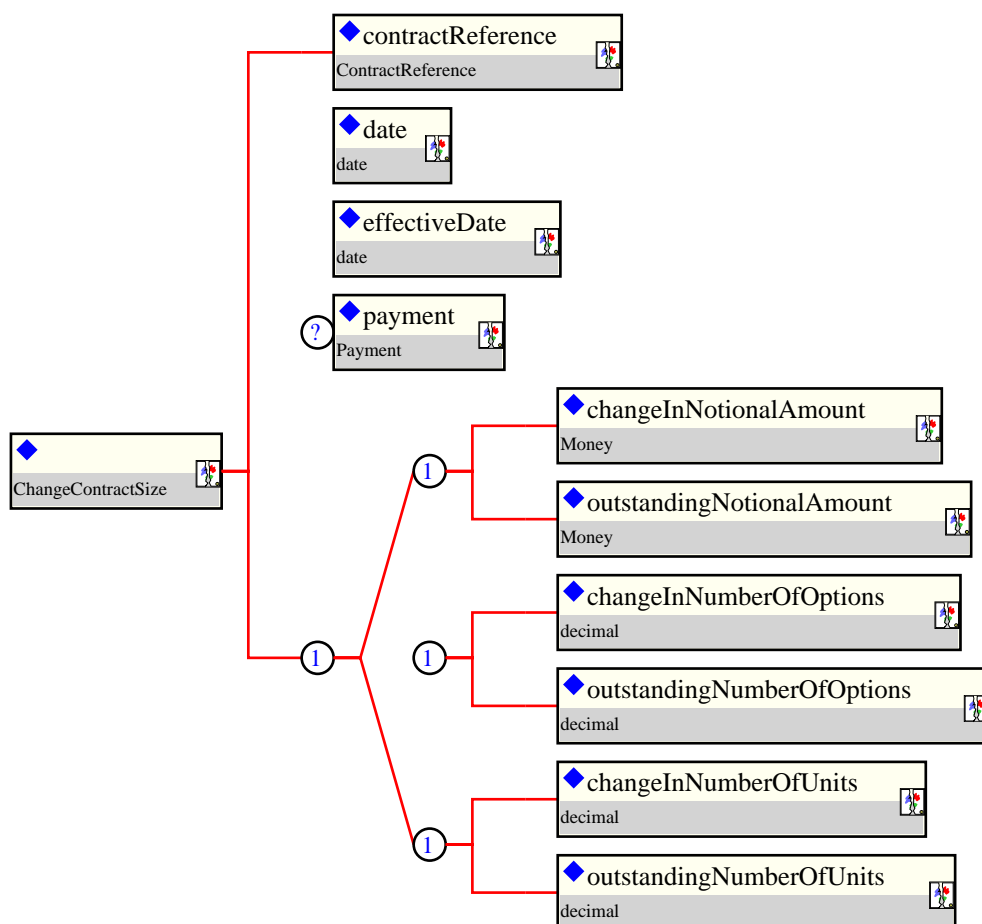 contractReference
ContractReference
date
date
effectiveDate
date
?
payment
Payment
changeInNotionalAmount
Money
1
outstandingNotionalAmount
Money
ChangeContractSize
changeInNumberOfOptions
decimal
1
1
outstandingNumberOfOptions
decimal
changeInNumberOfUnits
decimal
1
outstandingNumberOfUnits
decimal